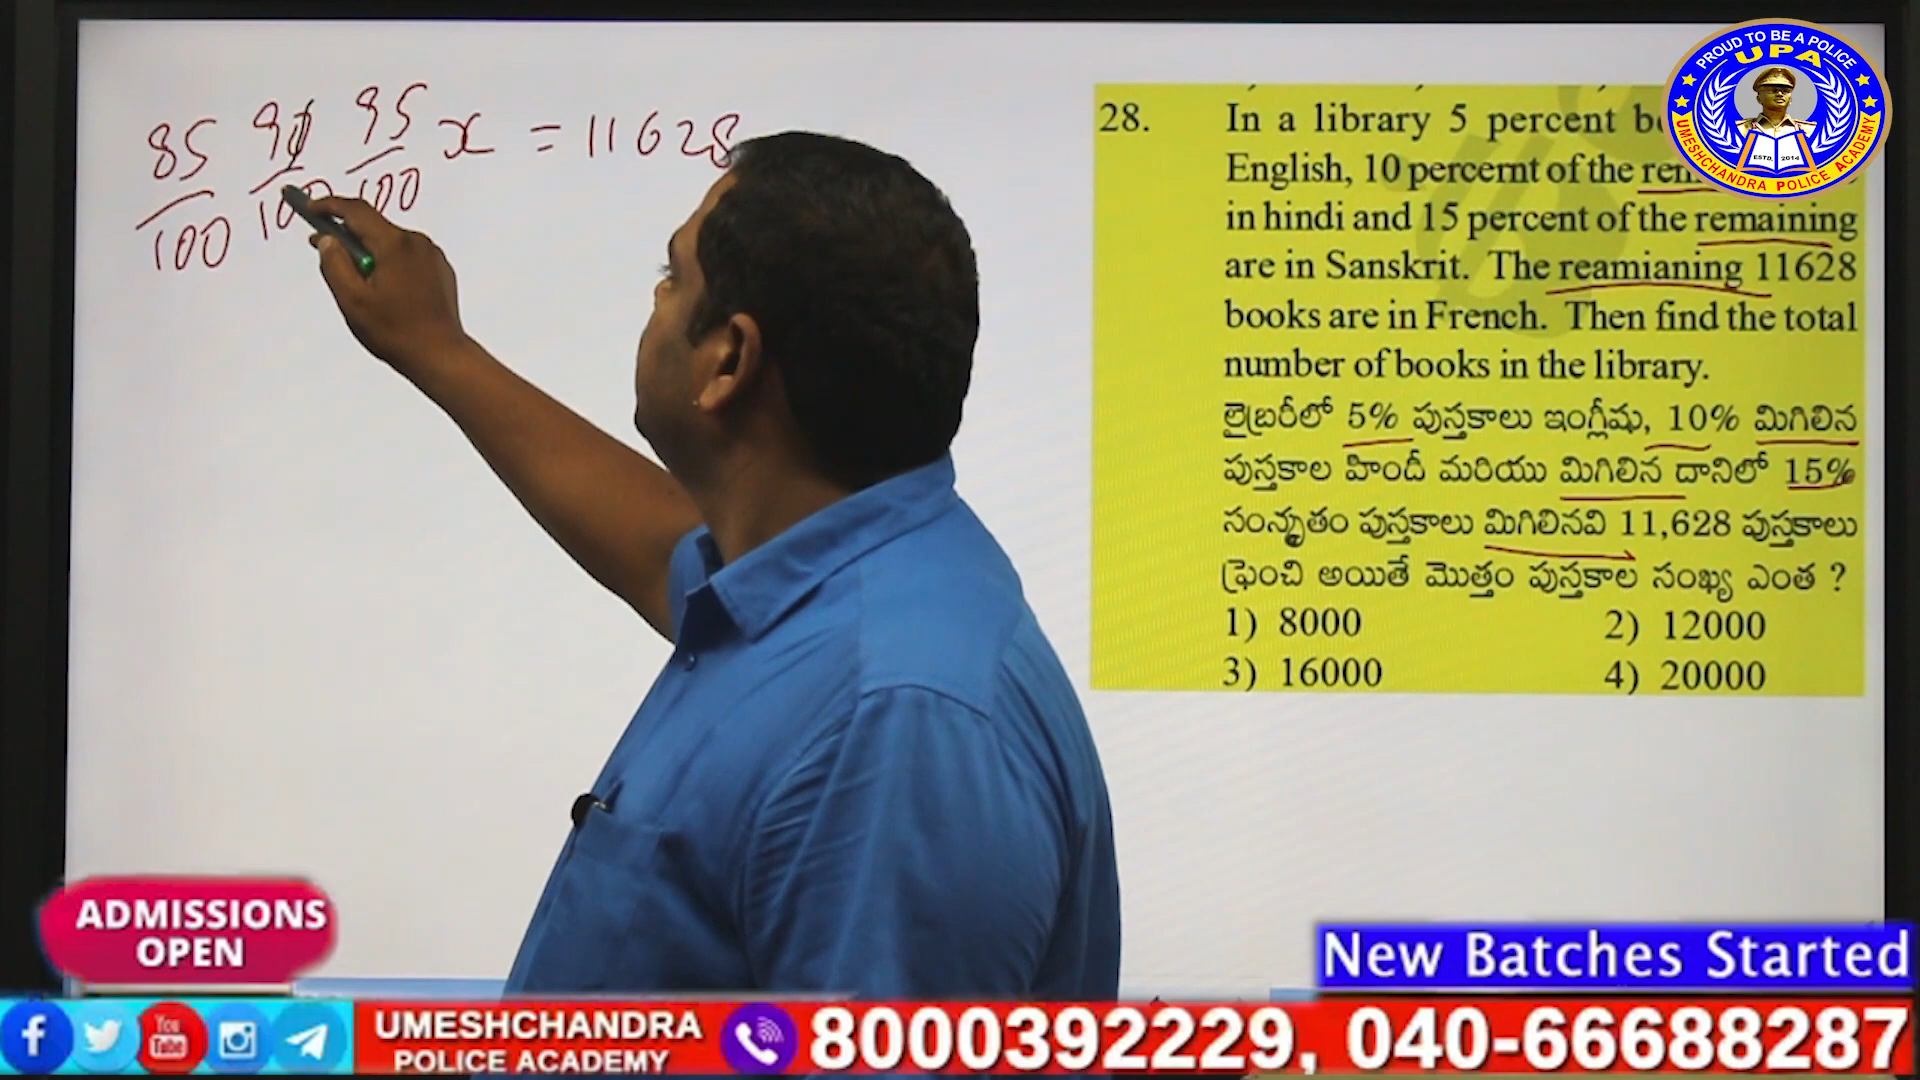 85 90 95 x = 11628
100 100 100
28. In a library 5 percent
English, 10 percernt of the
in hindi and 15 percent of the remaining
are in Sanskrit. The reamianing 11628
books are in French. Then find the total
number of books in the library.
లైబ్రరీలో 5% పుస్తకాలు ఇంగ్లీషు, 10% మిగిలిన
పుస్తకాల హిందీ మరియు మిగిలిన దానిలో 15%
సంస్కృతం పుస్తకాలు మిగిలినవి 11,628 పుస్తకాలు
ఫ్రెంచి అయితే మొత్తం పుస్తకాల సంఖ్య ఎంత ?
1) 8000 2) 12000
3) 16000 4) 20000
PROUD TO BE A POLICE
UPA
ESTD, 2014
UMESHCHANDRA POLICE ACADEMY
ADMISSIONS
OPEN
New Batches Started
You
Tube
UMESHCHANDRA
POLICE ACADEMY
8000392229, 040-66688287